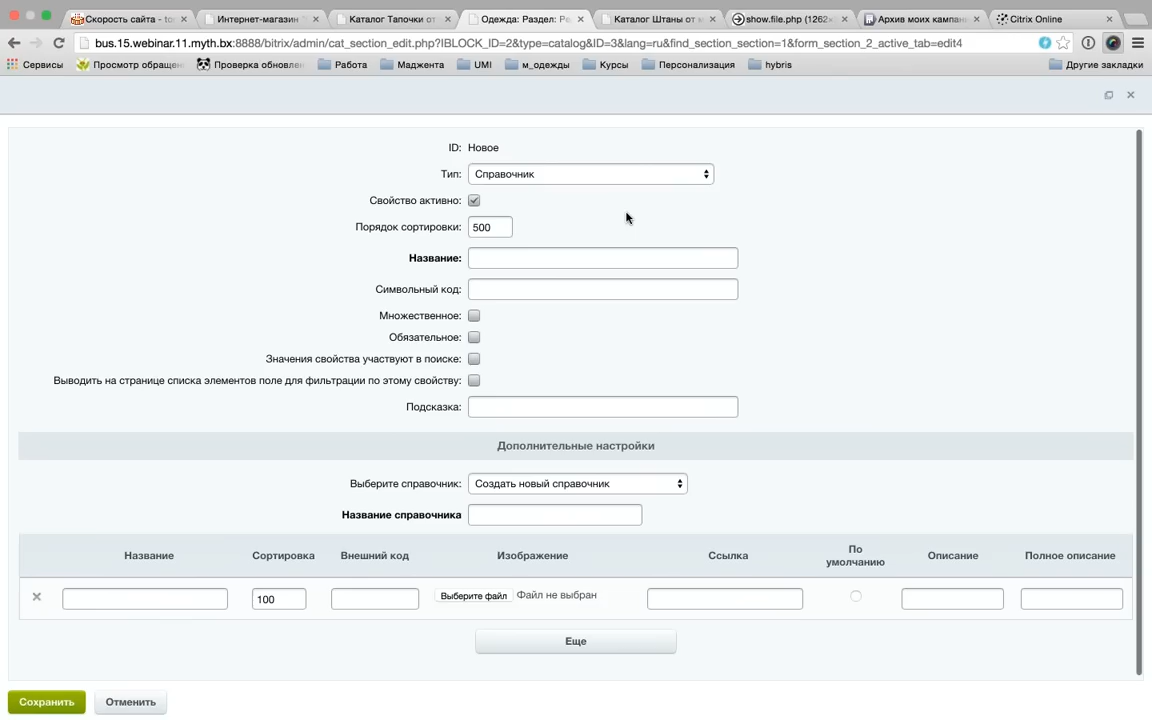 Скорость сайта - tor
Интернет-магазин "
Каталог Тапочки от
Одежда: Раздел: Ре
Каталог Штаны от м
show.file.php (1262×
Архив моих кампан
Citrix Online
bus.15.webinar.11.myth.bx:8888/bitrix/admin/cat_section_edit.php?IBLOCK_ID=2&type=catalog&ID=3&lang=ru&find_section_section=1&form_section_2_active_tab=edit4
Сервисы
Просмотр обращен
Проверка обновлен
Работа
Маджента
UMI
м_одежды
Курсы
Персонализация
hybris
Другие закладки
ID: Новое
Тип: Справочник
Свойство активно:
Порядок сортировки: 500
Название:
Символьный код:
Множественное:
Обязательное:
Значения свойства участвуют в поиске:
Выводить на странице списка элементов поле для фильтрации по этому свойству:
Подсказка:
Дополнительные настройки
Выберите справочник: Создать новый справочник
Название справочника
Название Сортировка Внешний код Изображение Ссылка По умолчанию Описание Полное описание
100 Выберите файл Файл не выбран
Еще
Сохранить Отменить